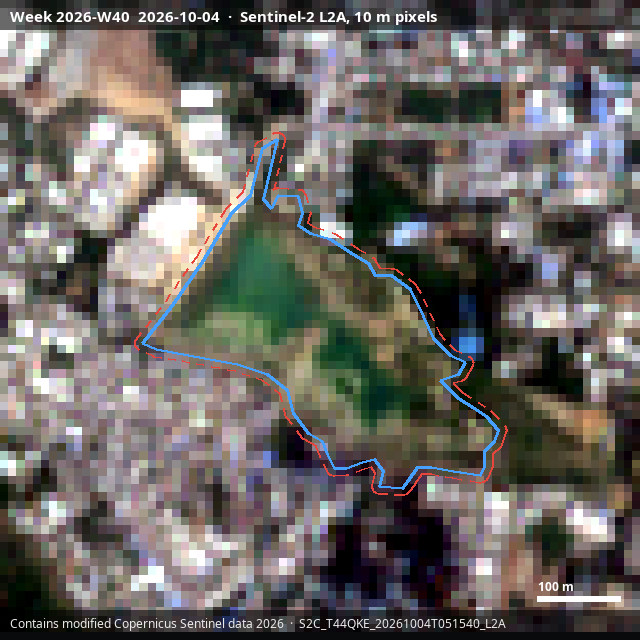 Week 2026-W40  2026-10-04  ·  Sentinel-2 L2A, 10 m pixels
100 m
Contains modified Copernicus Sentinel data 2026  ·  S2C_T44QKE_20261004T051540_L2A